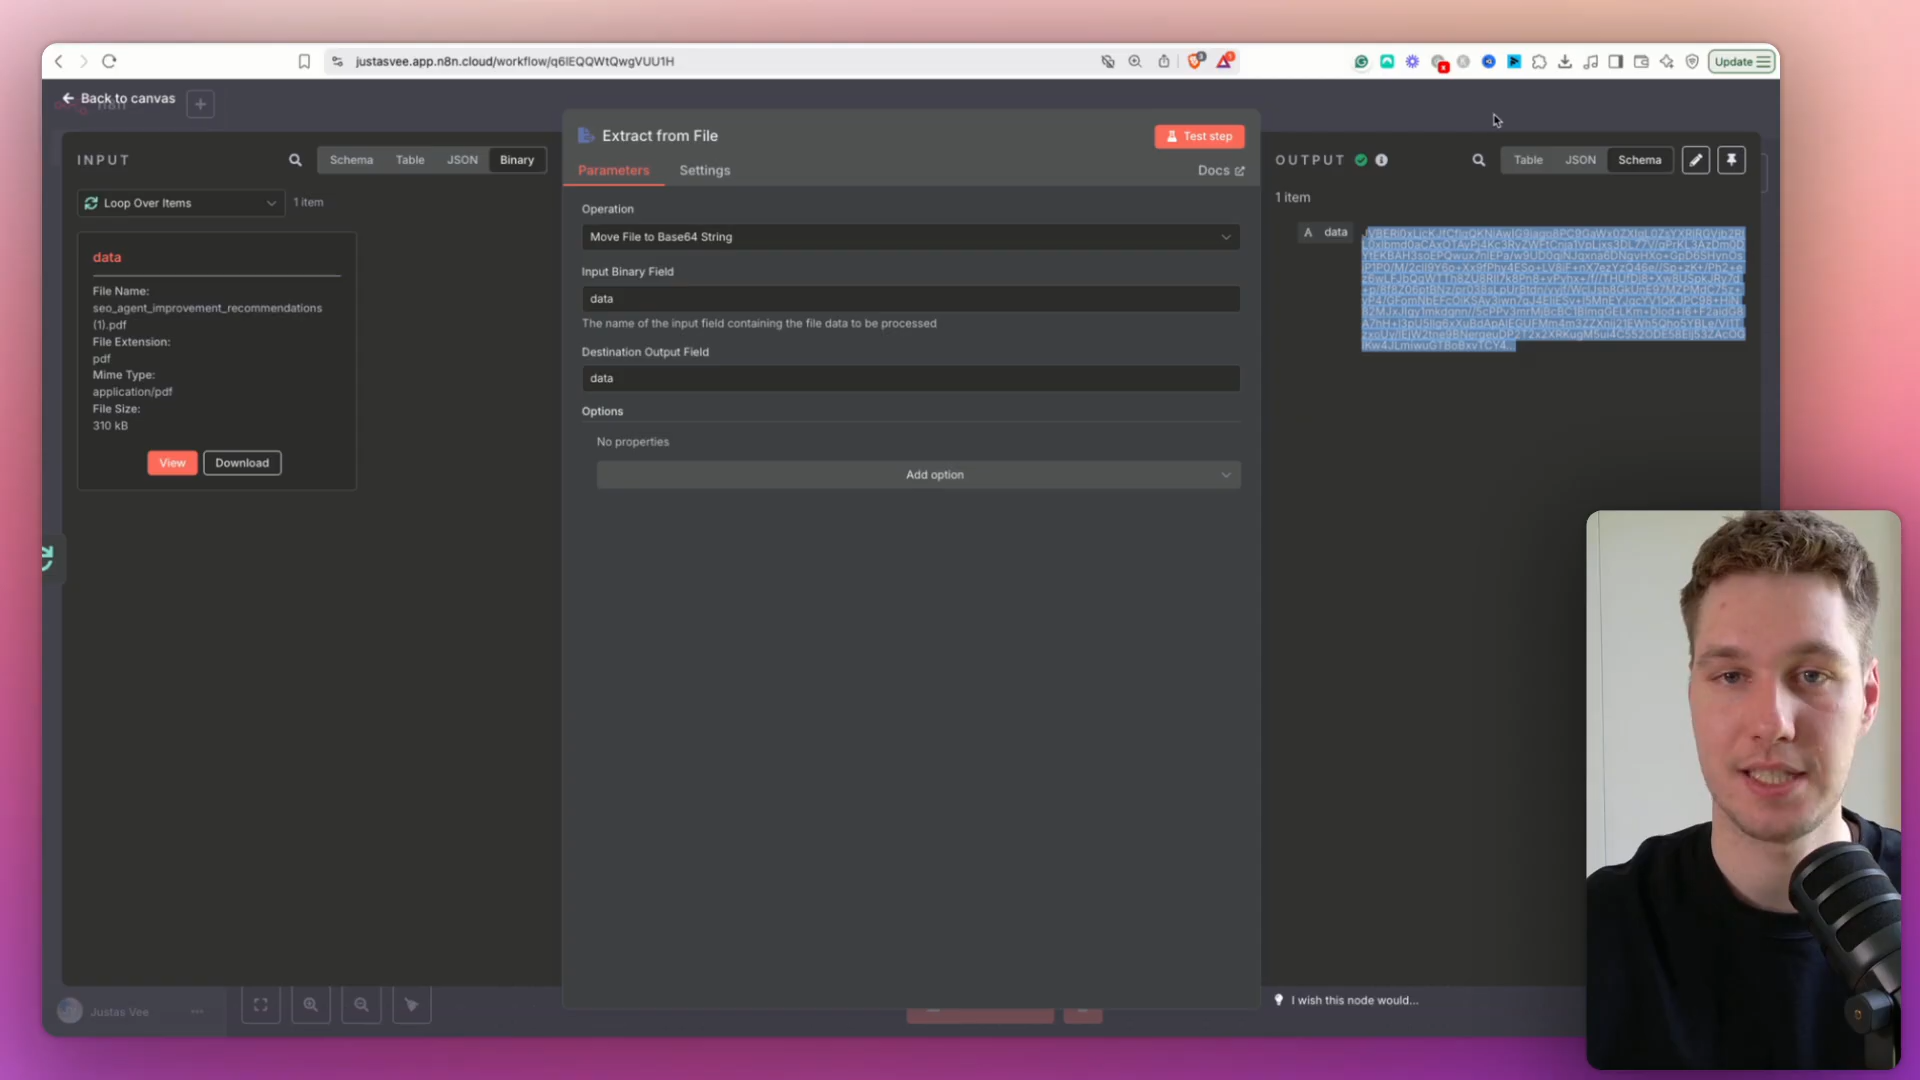 justasvee.app.n8n.cloud/workflow/q6IEQQWtQwgVUU1H
Update
Back to canvas
n8n
INPUT
Schema
Table
JSON
Binary
Loop Over Items
1 item
data
File Name:
seo_agent_improvement_recommendations
(1).pdf
File Extension:
pdf
Mime Type:
application/pdf
File Size:
310 kB
View
Download
Extract from File
Test step
Parameters
Settings
Docs
Operation
Move File to Base64 String
Input Binary Field
data
The name of the input field containing the file data to be processed
Destination Output Field
data
Options
No properties
Add option
OUTPUT
Table
JSON
Schema
1 item
A data
I wish this node would...
Justas Vee